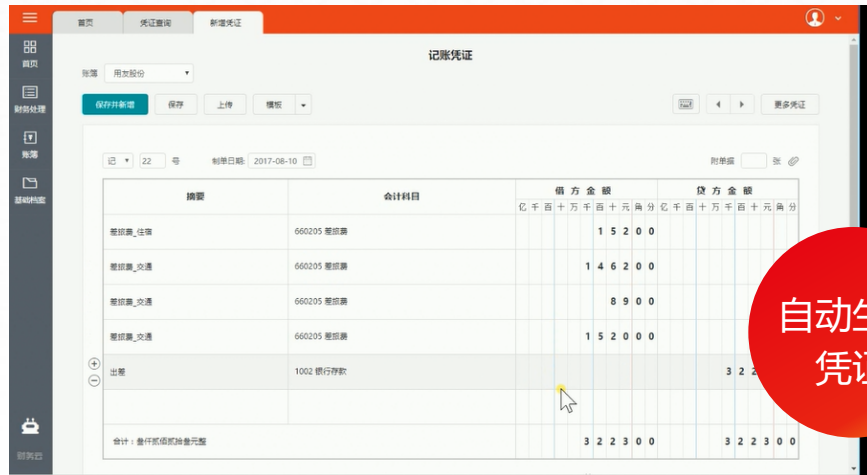 首页 凭证查询 新增凭证
首页
财务处理
账簿
基础档案
财务云
记账凭证
账簿 用友股份
保存并新增 保存 上传 模板 更多凭证
记 22 号 制单日期: 2017-08-10 附单据 张
摘要 会计科目 借方金额 贷方金额
亿千百十万千百十元角分 亿千百十万千百十元角分
差旅费_住宿 660205 差旅费 15200
差旅费_交通 660205 差旅费 146200
差旅费_交通 660205 差旅费 8900
差旅费_交通 660205 差旅费 152000
出差 1002 银行存款 322
合计：叁仟贰佰贰拾叁元整 322300 322300
自动生
凭证